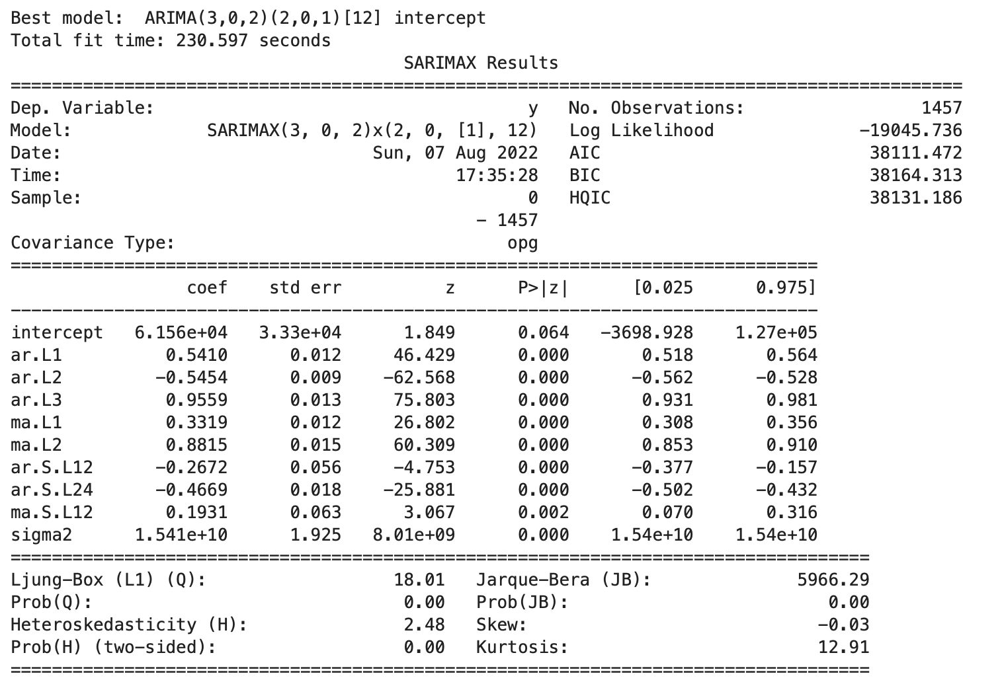 Best model:  ARIMA(3,0,2)(2,0,1)[12] intercept
Total fit time: 230.597 seconds
                                      SARIMAX Results
============================================================================================
Dep. Variable:                                    y   No. Observations:                 1457
Model:             SARIMAX(3, 0, 2)x(2, 0, [1], 12)   Log Likelihood              -19045.736
Date:                              Sun, 07 Aug 2022   AIC                          38111.472
Time:                                      17:35:28   BIC                          38164.313
Sample:                                           0   HQIC                         38131.186
                                             - 1457
Covariance Type:                                opg
==============================================================================
                 coef    std err          z      P>|z|      [0.025      0.975]
------------------------------------------------------------------------------
intercept   6.156e+04   3.33e+04      1.849      0.064   -3698.928    1.27e+05
ar.L1          0.5410      0.012     46.429      0.000       0.518       0.564
ar.L2         -0.5454      0.009    -62.568      0.000      -0.562      -0.528
ar.L3          0.9559      0.013     75.803      0.000       0.931       0.981
ma.L1          0.3319      0.012     26.802      0.000       0.308       0.356
ma.L2          0.8815      0.015     60.309      0.000       0.853       0.910
ar.S.L12      -0.2672      0.056     -4.753      0.000      -0.377      -0.157
ar.S.L24      -0.4669      0.018    -25.881      0.000      -0.502      -0.432
ma.S.L12       0.1931      0.063      3.067      0.002       0.070       0.316
sigma2      1.541e+10      1.925   8.01e+09      0.000    1.54e+10    1.54e+10
===================================================================================
Ljung-Box (L1) (Q):                  18.01   Jarque-Bera (JB):              5966.29
Prob(Q):                              0.00   Prob(JB):                         0.00
Heteroskedasticity (H):               2.48   Skew:                            -0.03
Prob(H) (two-sided):                  0.00   Kurtosis:                        12.91
===================================================================================